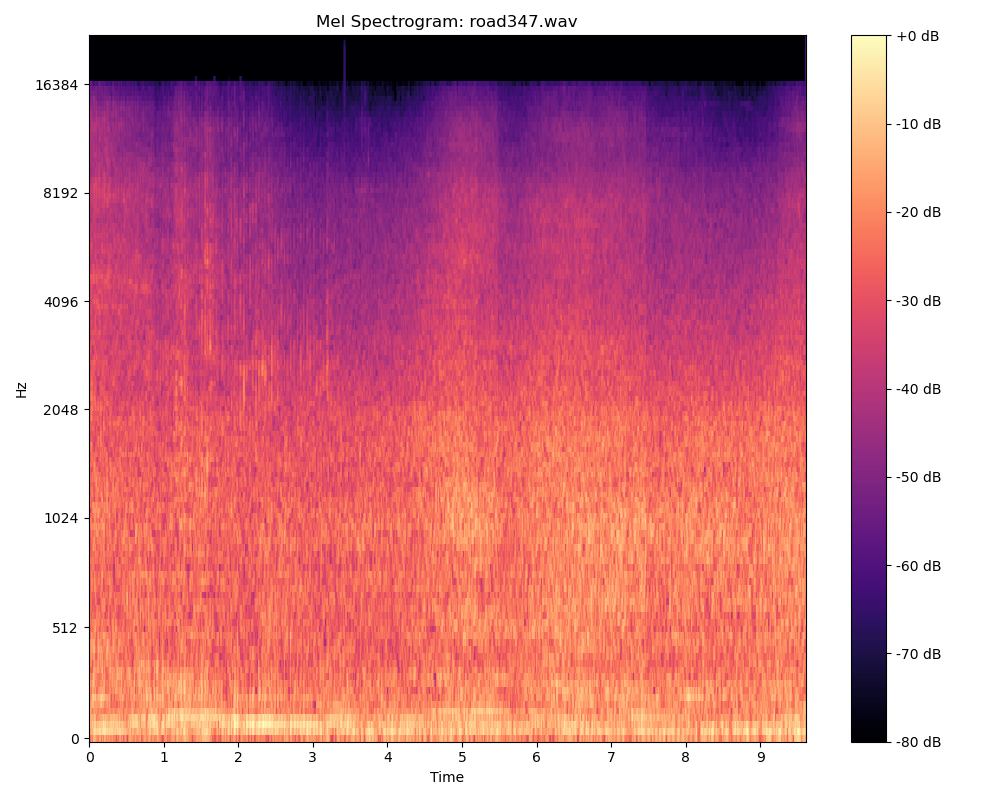 Mel Spectrogram: road347.wav
Hz
16384
8192
4096
2048
1024
512
0
0 1 2 3 4 5 6 7 8 9
Time
+0 dB
-10 dB
-20 dB
-30 dB
-40 dB
-50 dB
-60 dB
-70 dB
-80 dB